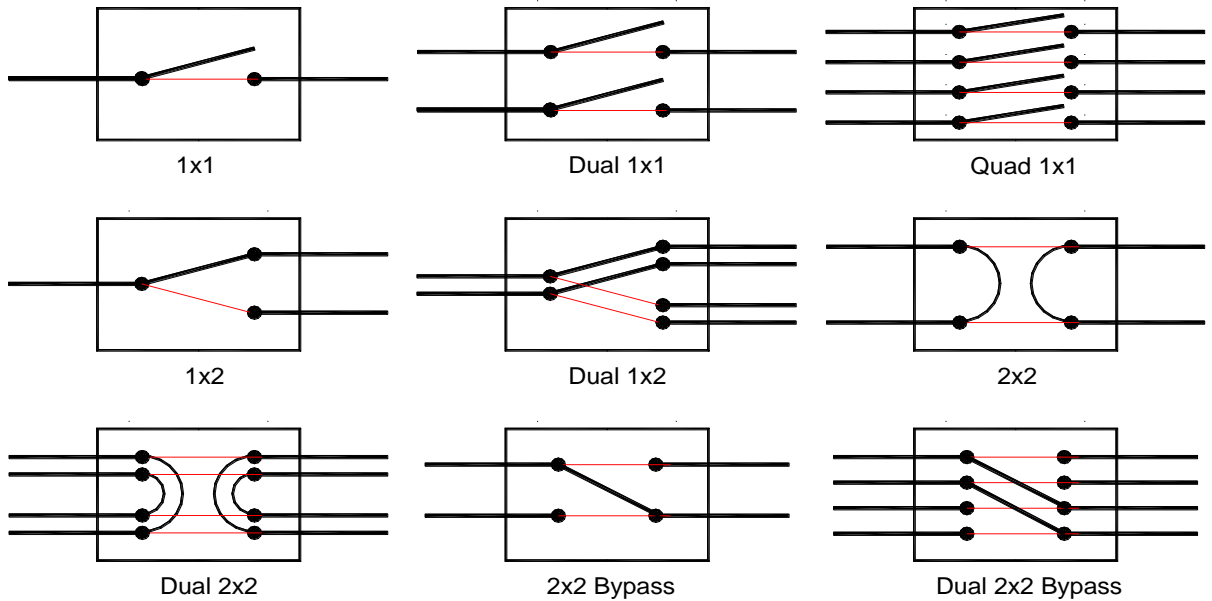 1x1
Dual 1x1
Quad 1x1
1x2
Dual 1x2
2x2
Dual 2x2
2x2 Bypass
Dual 2x2 Bypass